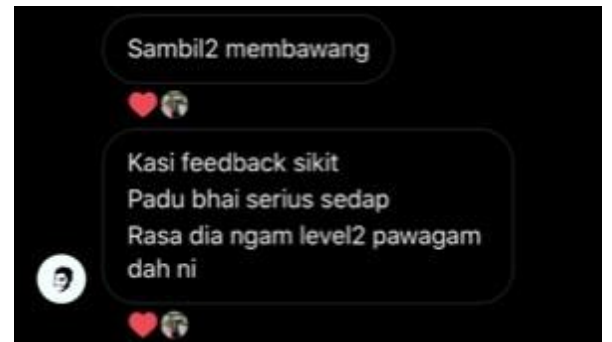 Sambil2 membawang
Kasi feedback sikit
Padu bhai serius sedap
Rasa dia ngam level2 pawagam
dah ni